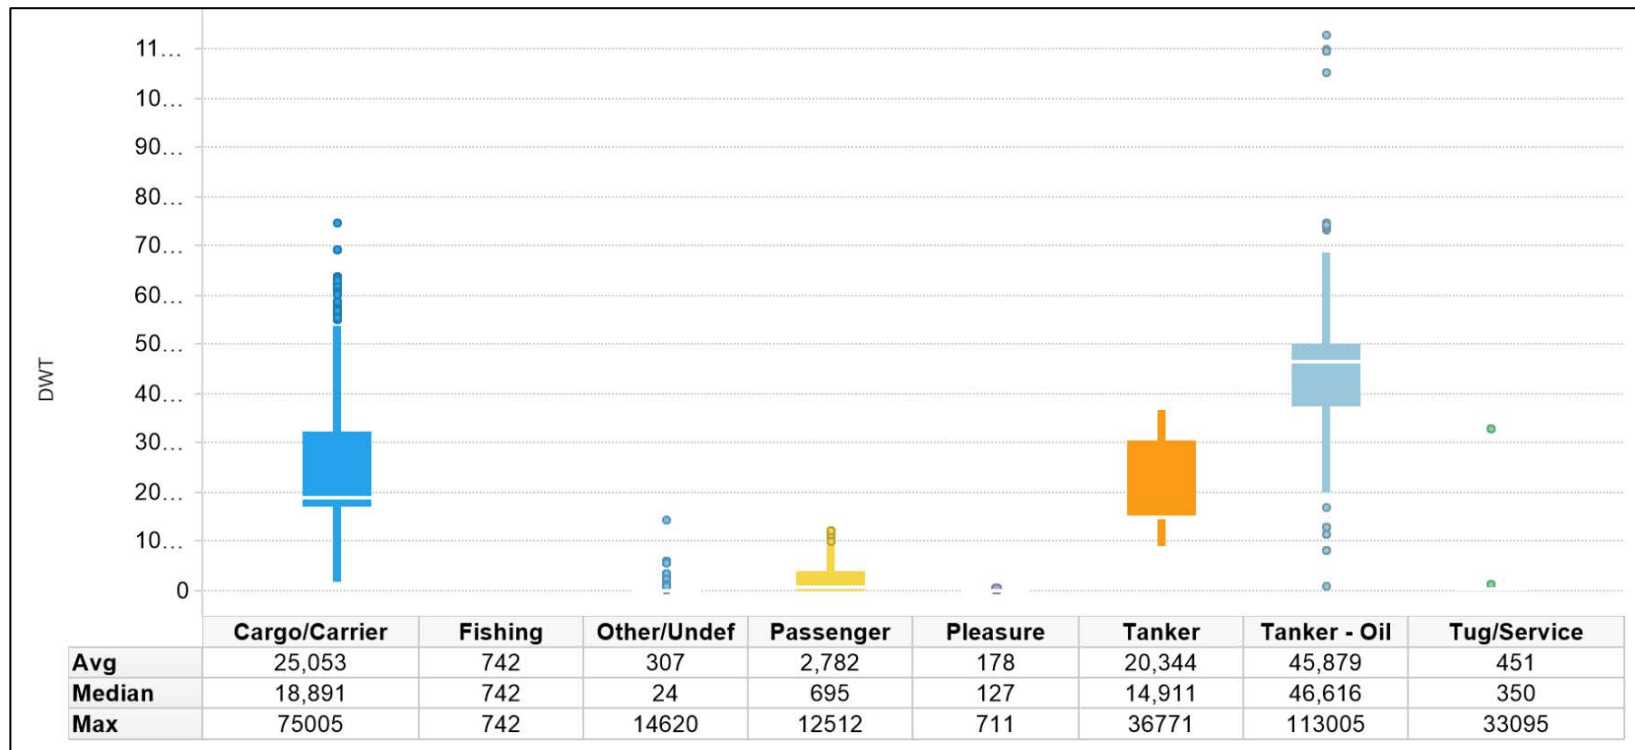 11...
10...
90...
80...
70...
60...
50...
40...
30...
20...
10...
0
DWT
Cargo/Carrier Fishing Other/Undef Passenger Pleasure Tanker Tanker - Oil Tug/Service
Avg 25,053 742 307 2,782 178 20,344 45,879 451
Median 18,891 742 24 695 127 14,911 46,616 350
Max 75005 742 14620 12512 711 36771 113005 33095